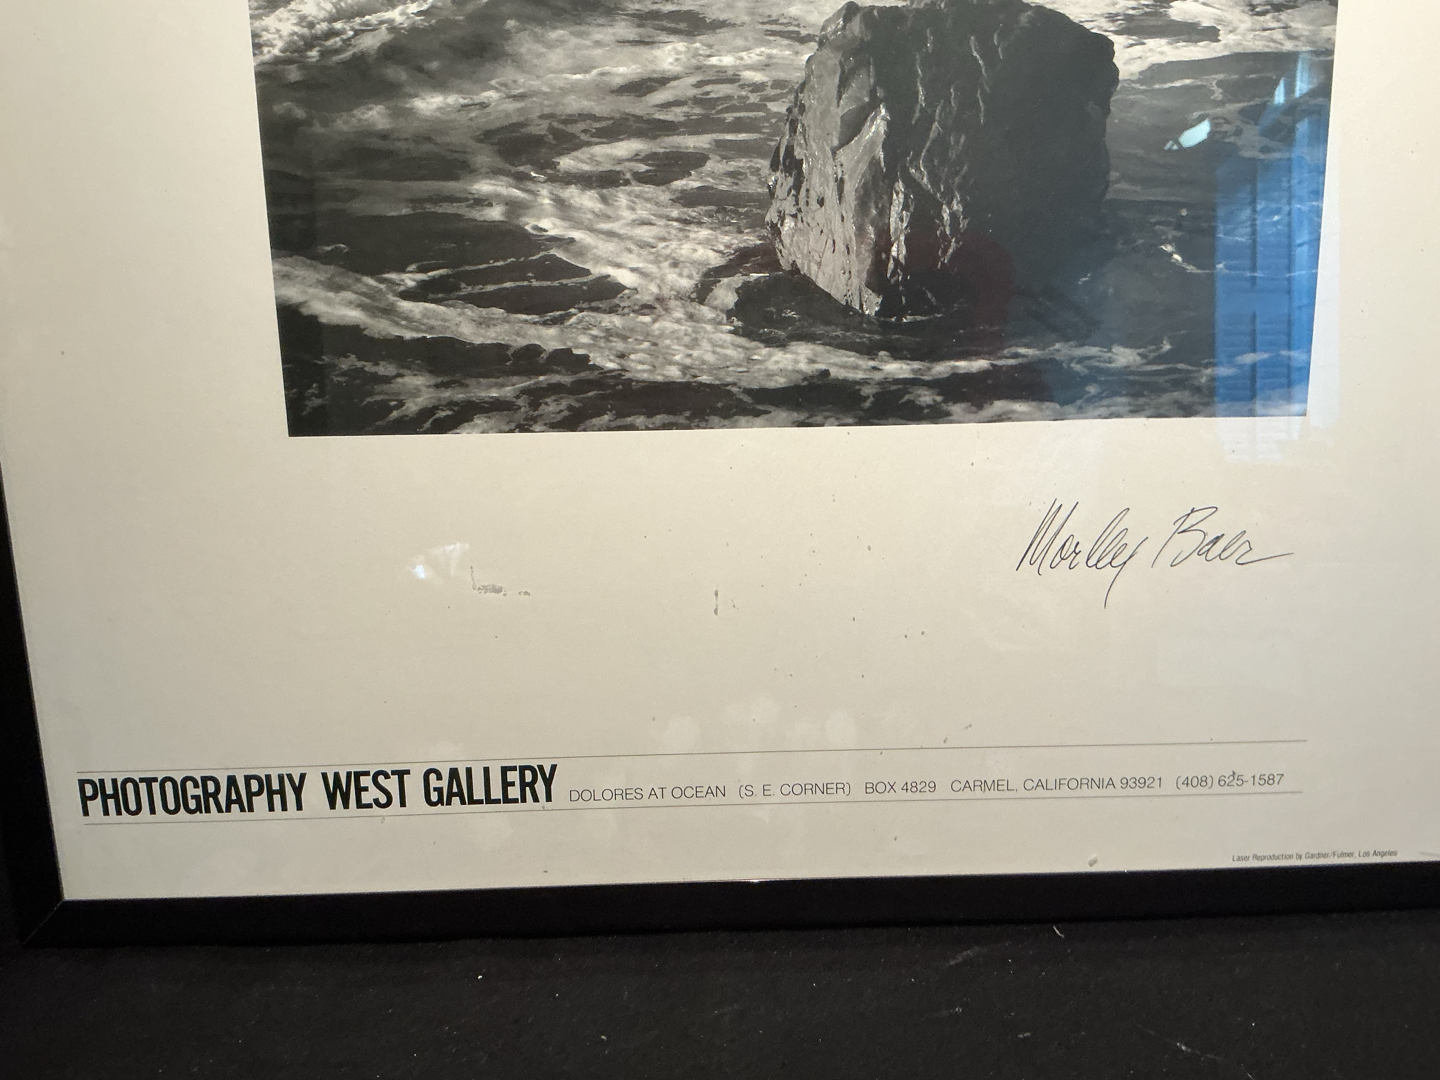 Morley Baer
PHOTOGRAPHY WEST GALLERY DOLORES AT OCEAN (S. E. CORNER) BOX 4829 CARMEL, CALIFORNIA 93921 (408) 625-1587
Laser Reproduction by Gardner/Fulmer, Los Angeles